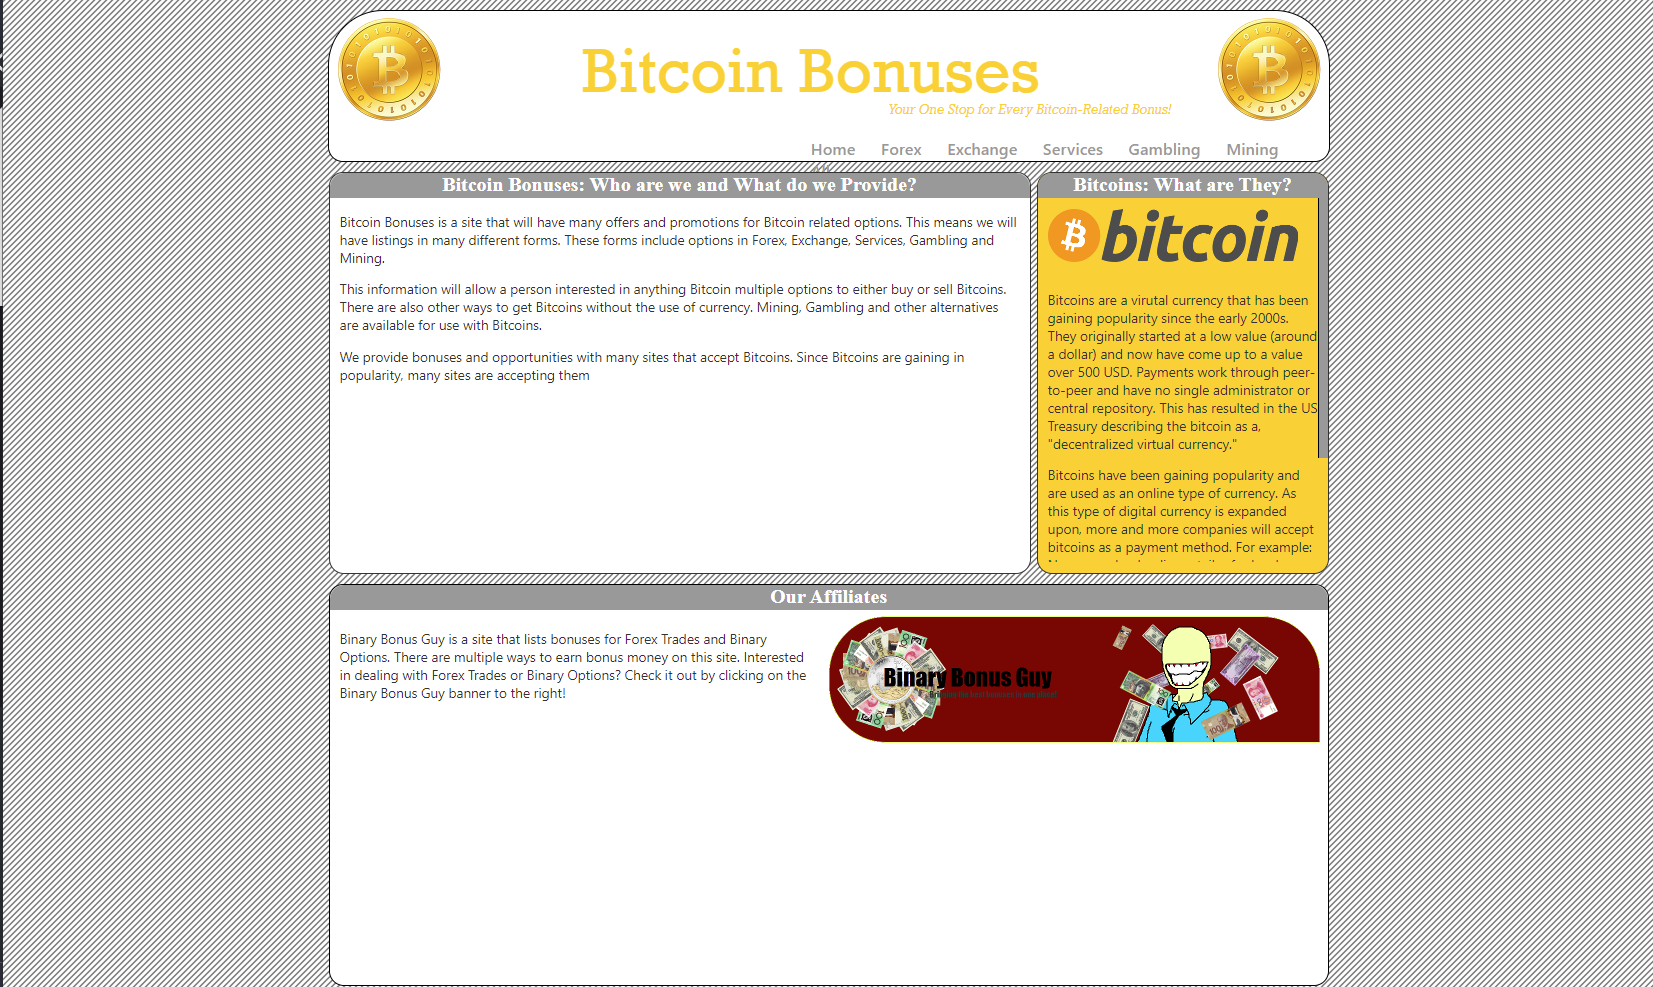 Bitcoin Bonuses
Your One Stop for Every Bitcoin-Related Bonus!
Home Forex Exchange Services Gambling Mining
Bitcoin Bonuses: Who are we and What do we Provide?
Bitcoin Bonuses is a site that will have many offers and promotions for Bitcoin related options. This means we will
have listings in many different forms. These forms include options in Forex, Exchange, Services, Gambling and
Mining.
This information will allow a person interested in anything Bitcoin multiple options to either buy or sell Bitcoins.
There are also other ways to get Bitcoins without the use of currency. Mining, Gambling and other alternatives
are available for use with Bitcoins.
We provide bonuses and opportunities with many sites that accept Bitcoins. Since Bitcoins are gaining in
popularity, many sites are accepting them
Bitcoins: What are They?
bitcoin
Bitcoins are a virutal currency that has been
gaining popularity since the early 2000s.
They originally started at a low value (around
a dollar) and now have come up to a value
over 500 USD. Payments work through peer-
to-peer and have no single administrator or
central repository. This has resulted in the US
Treasury describing the bitcoin as a,
"decentralized virtual currency."
Bitcoins have been gaining popularity and
are used as an online type of currency. As
this type of digital currency is expanded
upon, more and more companies will accept
bitcoins as a payment method. For example:
Our Affiliates
Binary Bonus Guy is a site that lists bonuses for Forex Trades and Binary
Options. There are multiple ways to earn bonus money on this site. Interested
in dealing with Forex Trades or Binary Options? Check it out by clicking on the
Binary Bonus Guy banner to the right!
Binary Bonus Guy